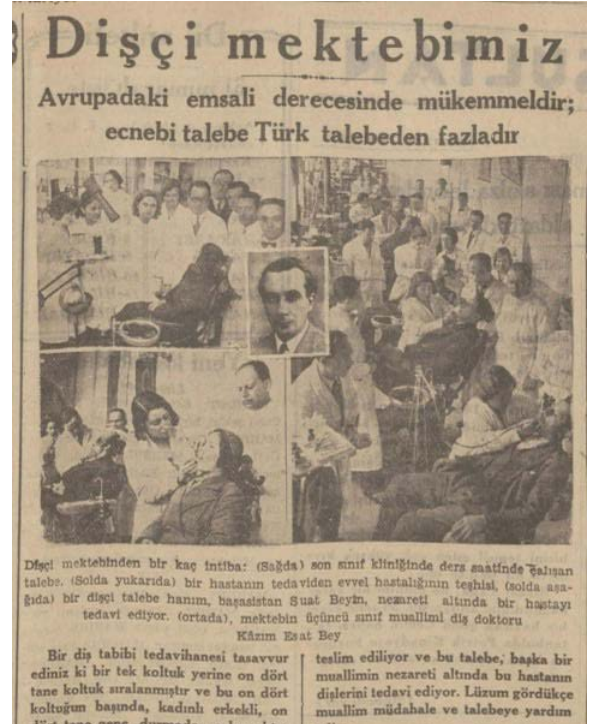 Dişçi mektebimiz
Avrupadaki emsali derecesinde mükemmeldir;
ecnebi talebe Türk talebeden fazladır
Dişçi mektebinden bir kaç intiba: (Sağda) son sınıf kliniğinde ders saatinde çalışan
talebe. (Solda yukarıda) bir hastanın tedaviden evvel hastalığının teşhisi, (solda aşa-
ğıda) bir dişçi talebe hanım, başasistan Suat Beyin, nezareti altında bir hastayı
tedavi ediyor. (ortada), mektebin üçüncü sınıf muallimi diş doktoru
Kâzım Esat Bey
Bir diş tabibi tedavihanesi tasavvur
ediniz ki bir tek koltuk yerine on dört
tane koltuk sıralanmıştır ve bu on dört
koltuğun başında, kadınlı erkekli, on
teslim ediliyor ve bu talebe, başka bir
muallimin nezareti altında bu hastanın
dişlerini tedavi ediyor. Lüzum gördükçe
muallim müdahale ve talebeye yardım